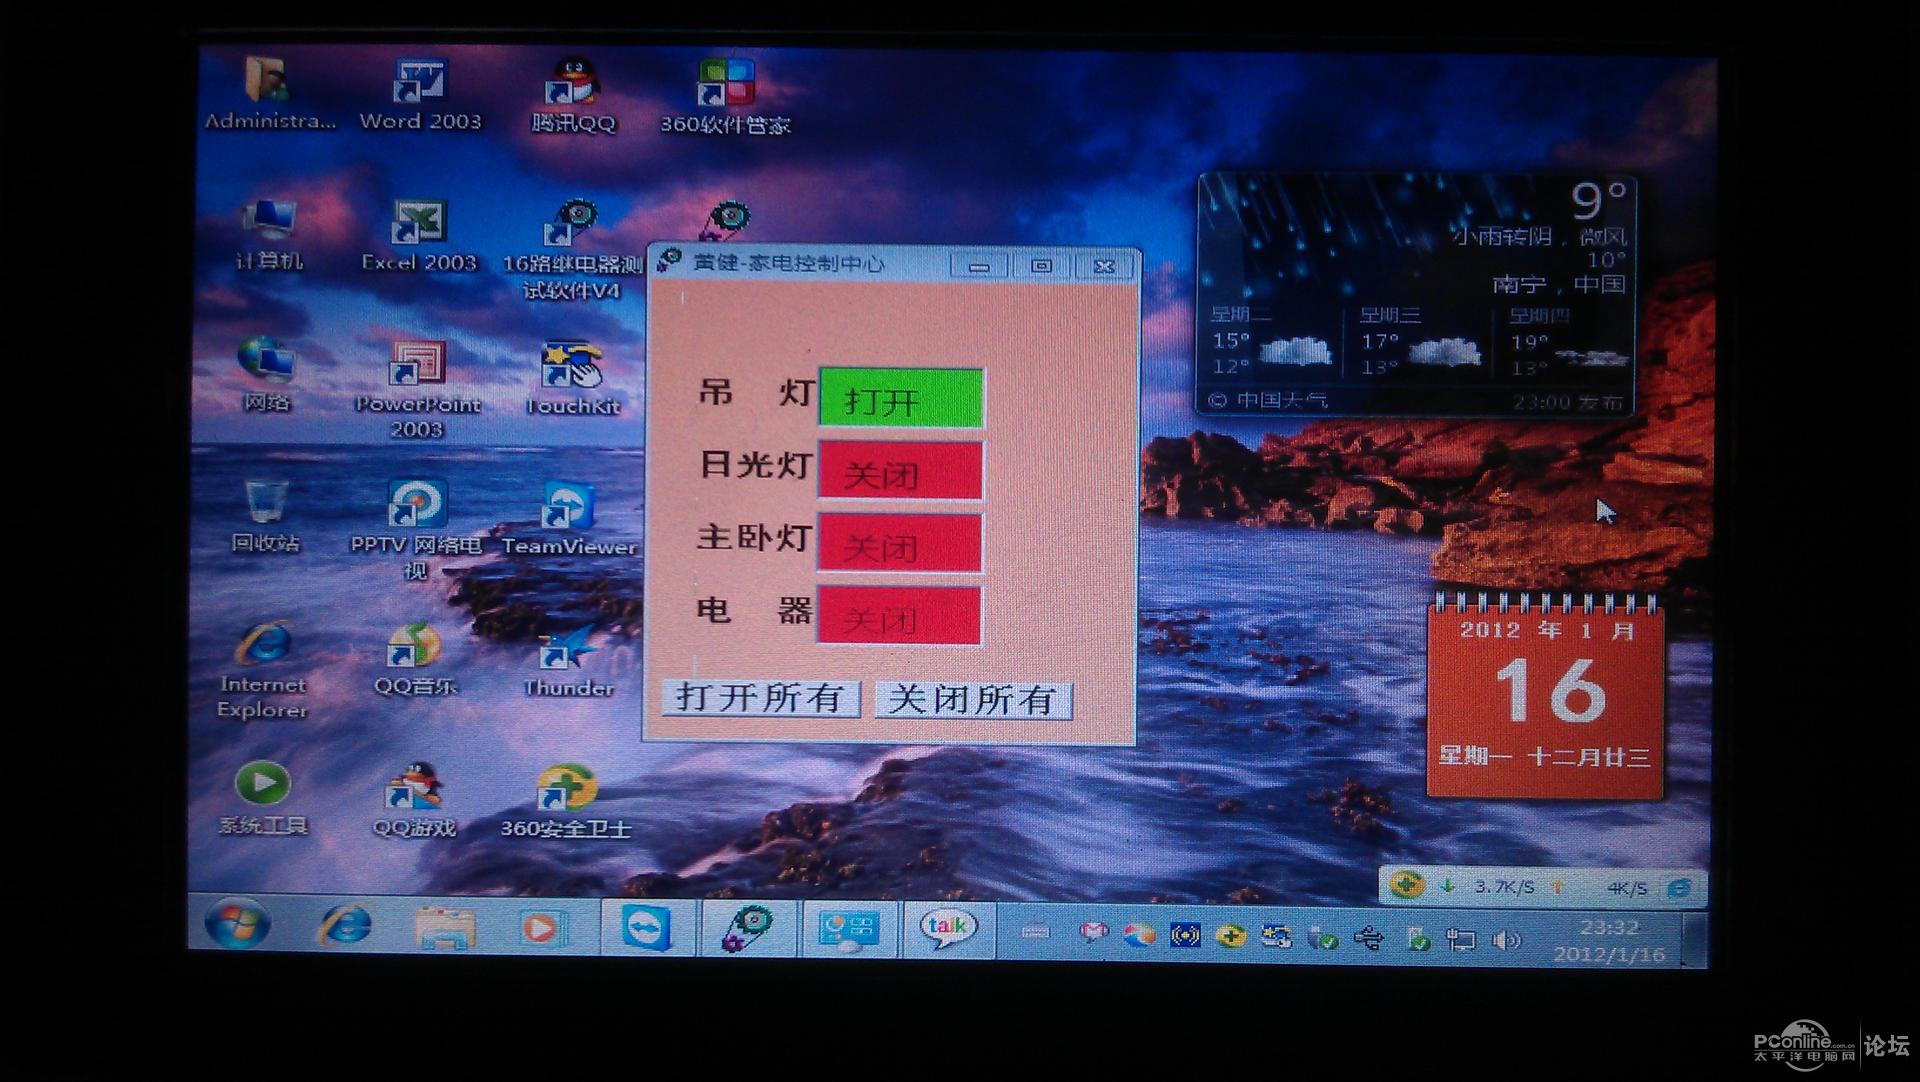 Administra...
Word 2003
腾讯QQ
360软件管家
计算机
Excel 2003
16路继电器测
试软件V4
网络
PowerPoint
2003
TouchKit
回收站
PPTV 网络电
视
TeamViewer
Internet
Explorer
QQ音乐
Thunder
系统工具
QQ游戏
360安全卫士
黄健-家电控制中心
吊 灯 打开
日光灯 关闭
主卧灯 关闭
电 器 关闭
打开所有 关闭所有
9°
小雨转阴，微风
10°
南宁，中国
星期二 星期三 星期四
15° 17° 19°
12° 13° 13°
© 中国天气 23:00 发布
2012 年 1 月
16
星期一 十二月廿三
3.7K/S 4K/S
talk
23:32
2012/1/16
PConline.com.cn
太平洋电脑网
论坛